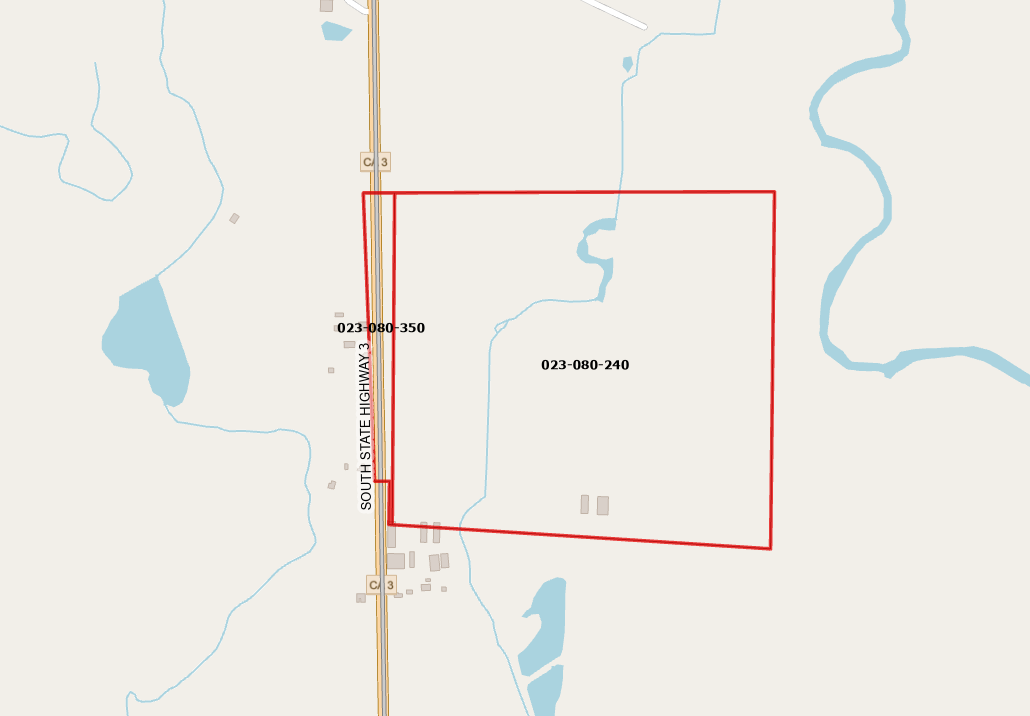 CA 3
023-080-350
SOUTH STATE HIGHWAY 3
023-080-240
CA 3